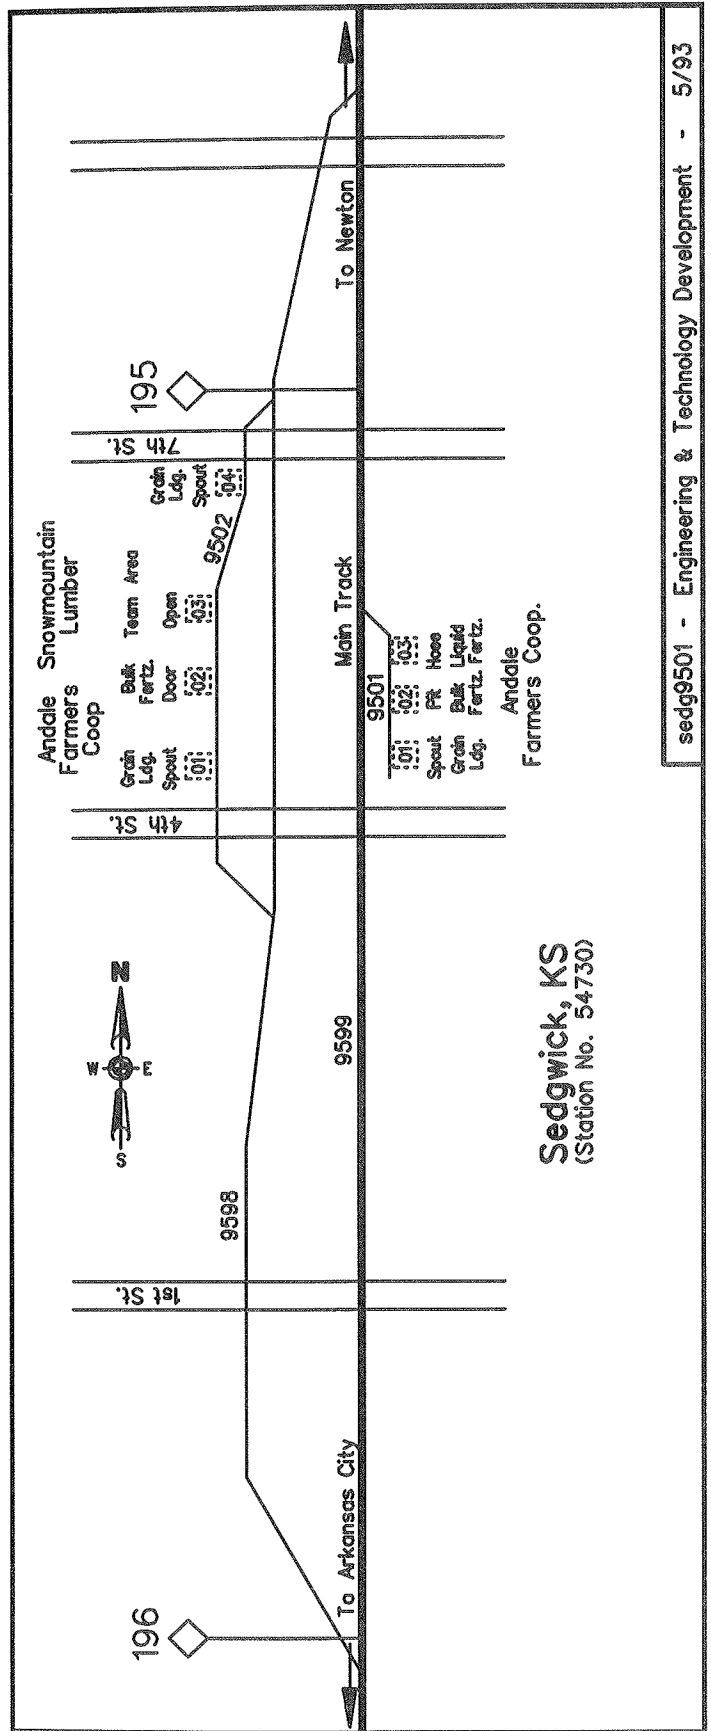 196
195
Andale
Farmers
Coop
Snowmountain
Lumber
Grain
Ldg.
Spout
01
Bulk
Fertz.
Door
02
Team Area
Open
03
Grain
Ldg.
Spout
04
1st St.
4th St.
7th St.
N
W
E
S
9598
9502
To Arkansas City
9599
Main Track
To Newton
9501
01
02
03
Spout
Grain
Ldg.
Pit
Bulk
Fertz.
Hose
Liquid
Fertz.
Andale
Farmers Coop.
Sedgwick, KS
(Station No. 54730)
sedg9501 - Engineering & Technology Development - 5/93